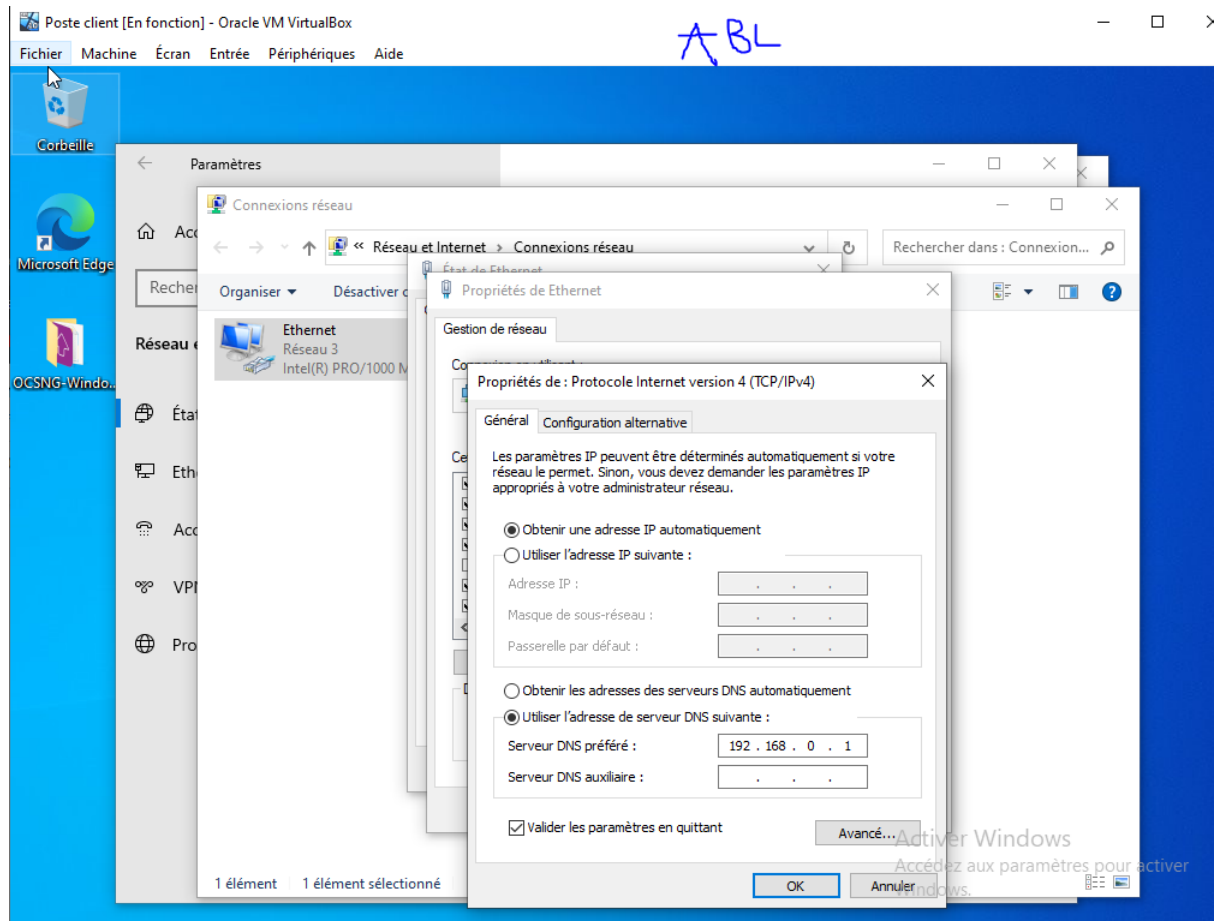 Poste client [En fonction] - Oracle VM VirtualBox
ABL
Fichier Machine Écran Entrée Périphériques Aide
Corbeille
Microsoft Edge
OCSNG-Windo...
Paramètres
Connexions réseau
« Réseau et Internet > Connexions réseau
Rechercher dans : Connexion...
Organiser
Ethernet
Réseau 3
Intel(R) PRO/1000 M
État de Ethernet
Propriétés de Ethernet
Gestion de réseau
Propriétés de : Protocole Internet version 4 (TCP/IPv4)
Général Configuration alternative
Les paramètres IP peuvent être déterminés automatiquement si votre
réseau le permet. Sinon, vous devez demander les paramètres IP
appropriés à votre administrateur réseau.
Obtenir une adresse IP automatiquement
Utiliser l'adresse IP suivante :
Adresse IP :
Masque de sous-réseau :
Passerelle par défaut :
Obtenir les adresses des serveurs DNS automatiquement
Utiliser l'adresse de serveur DNS suivante :
Serveur DNS préféré : 192 . 168 . 0 . 1
Serveur DNS auxiliaire :
Valider les paramètres en quittant
Avancé...
OK Annuler
Activer Windows
Accédez aux paramètres pour activer
Windows.
1 élément 1 élément sélectionné